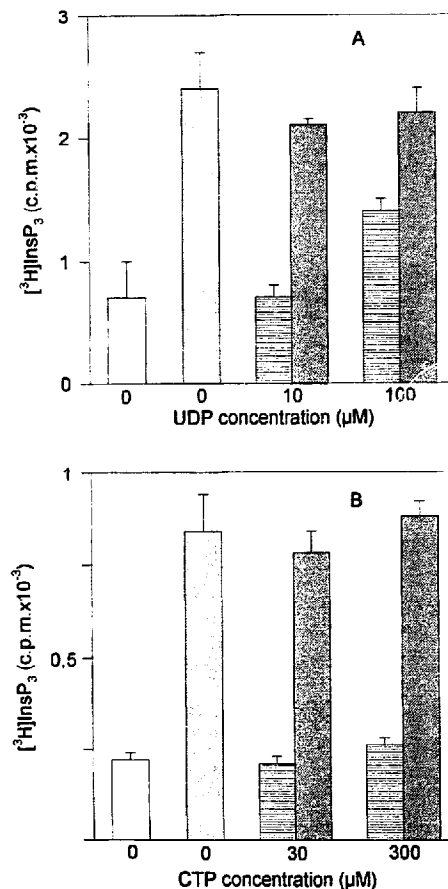 3
A
2
1
0
[³H]InsP₃ (c.p.m.x10⁻³)
0 0 10 100
UDP concentration (µM)
1
B
0.5
[³H]InsP₃ (c.p.m.x10⁻³)
0 0 30 300
CTP concentration (µM)